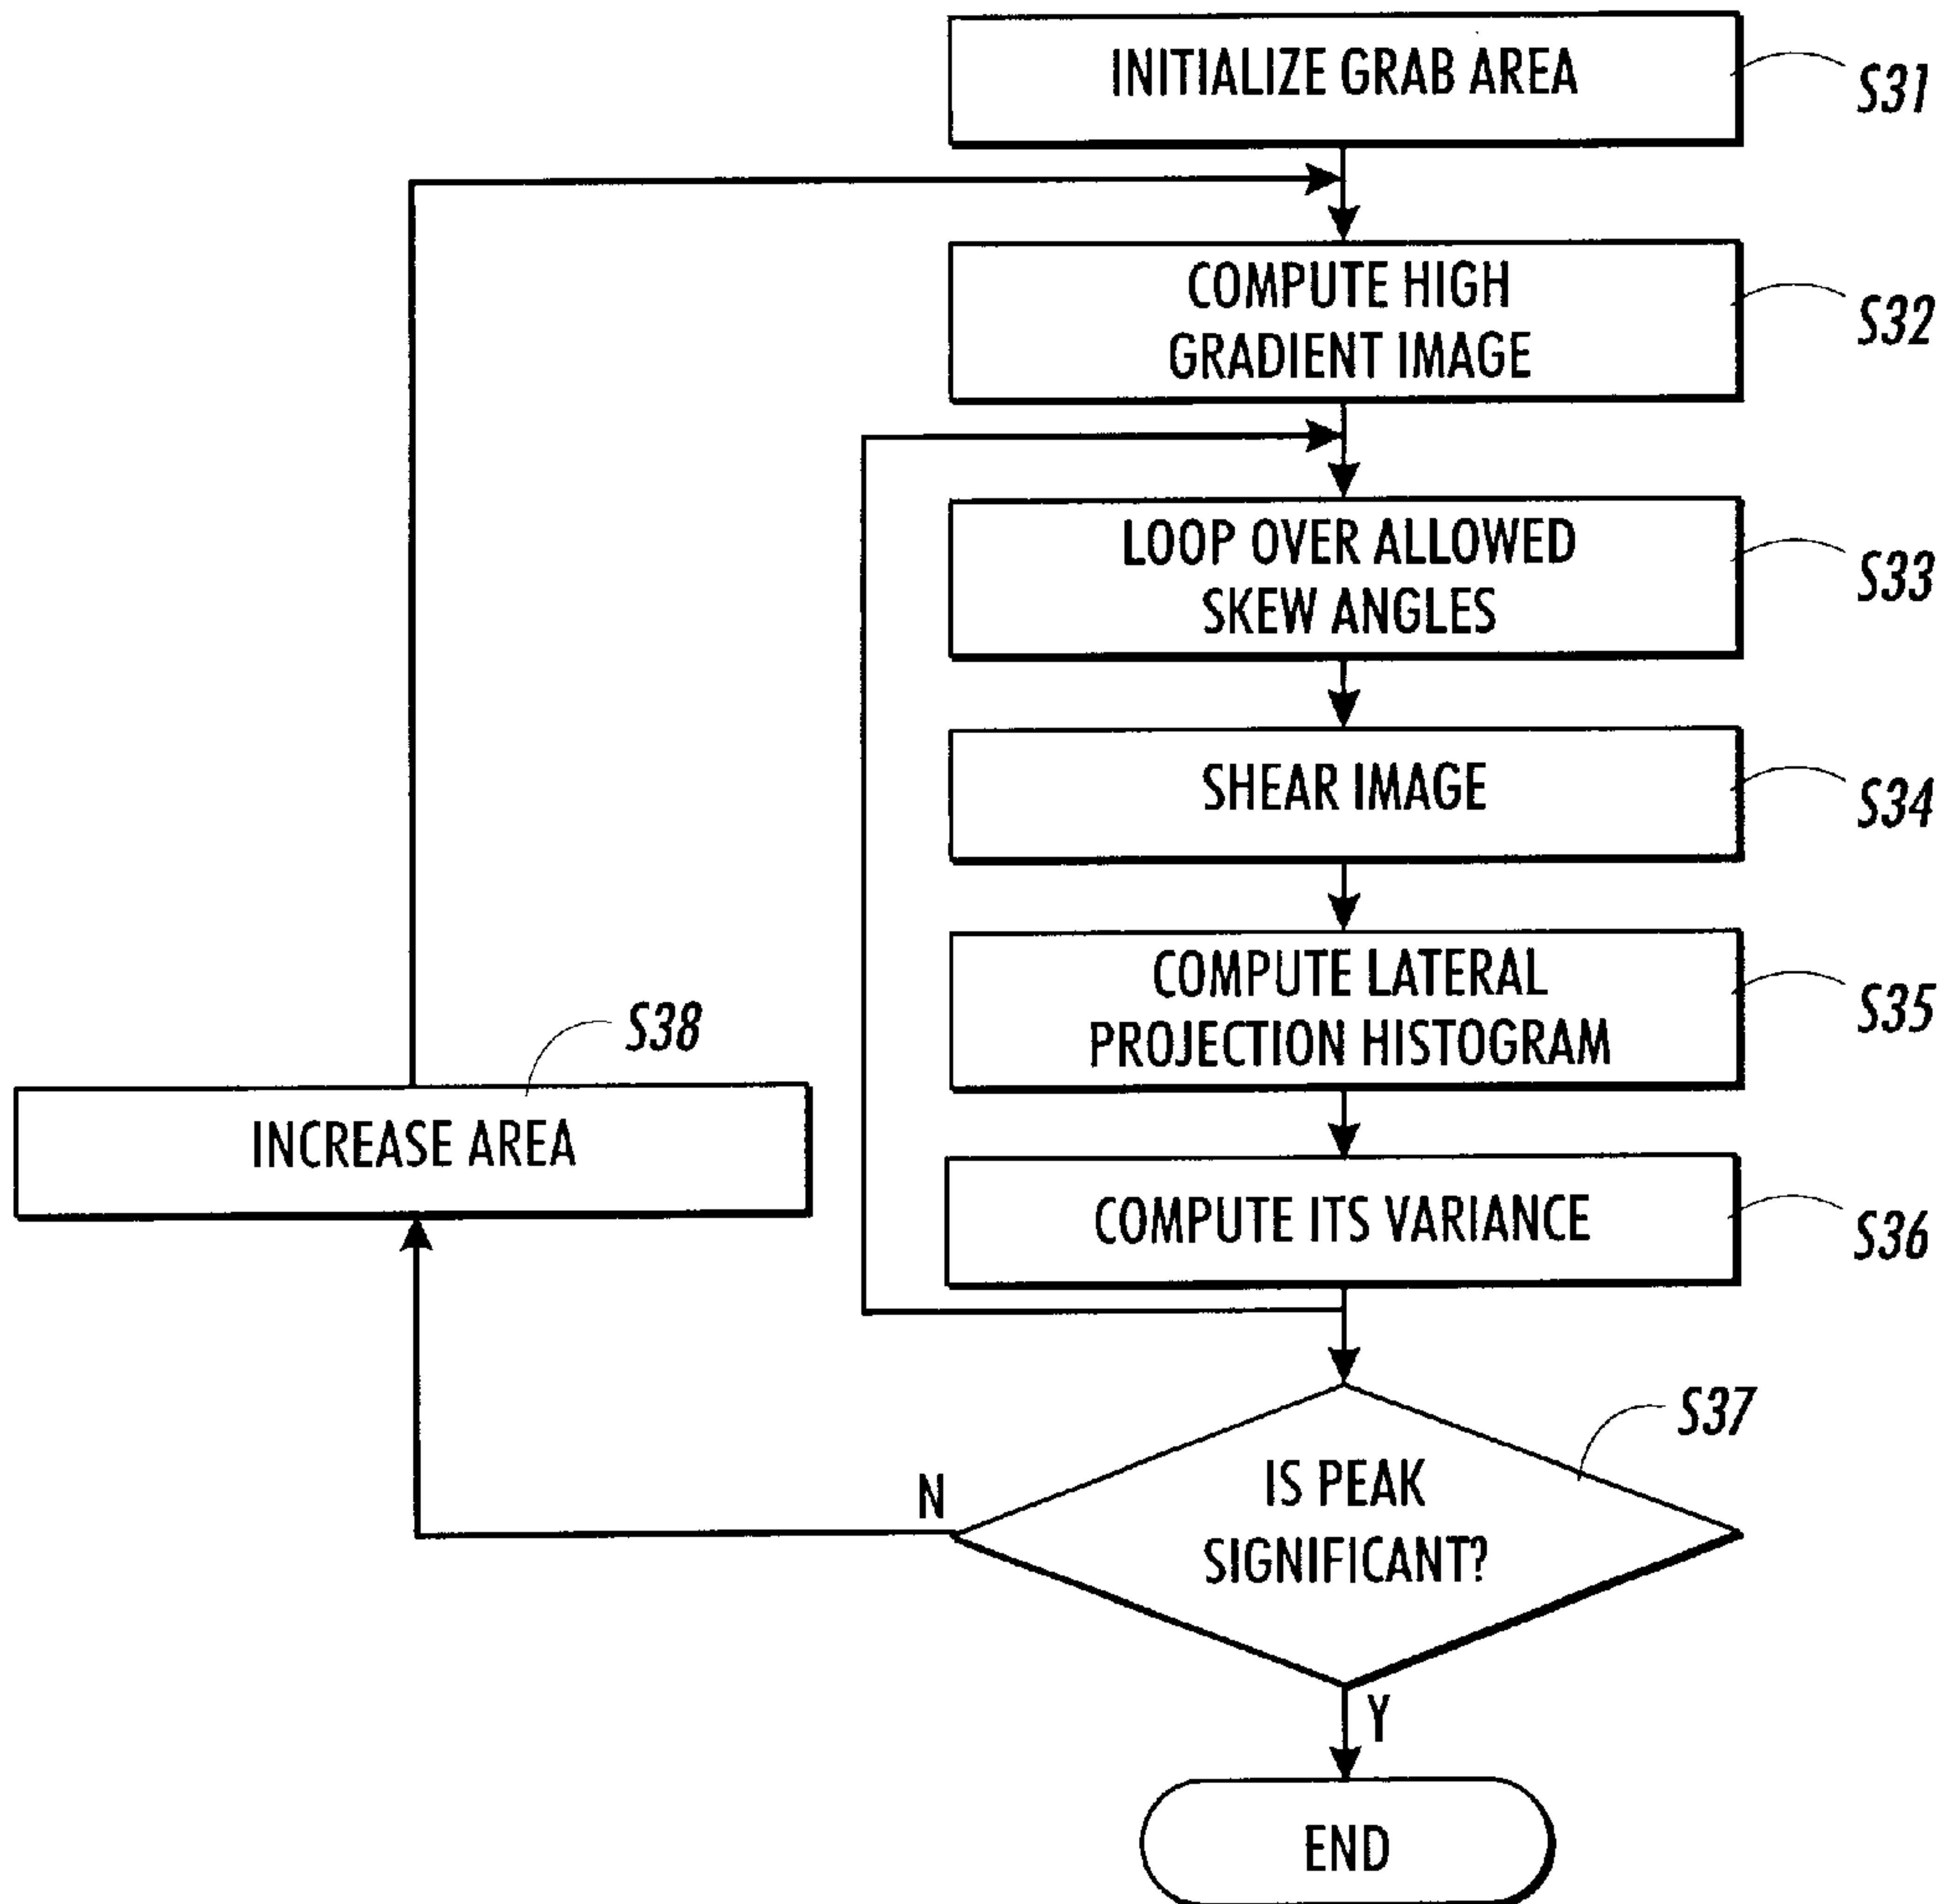 INITIALIZE GRAB AREA
S31
COMPUTE HIGH
GRADIENT IMAGE
S32
LOOP OVER ALLOWED
SKEW ANGLES
S33
SHEAR IMAGE
S34
COMPUTE LATERAL
PROJECTION HISTOGRAM
S35
S38
INCREASE AREA
COMPUTE ITS VARIANCE
S36
S37
IS PEAK
SIGNIFICANT?
N
Y
END